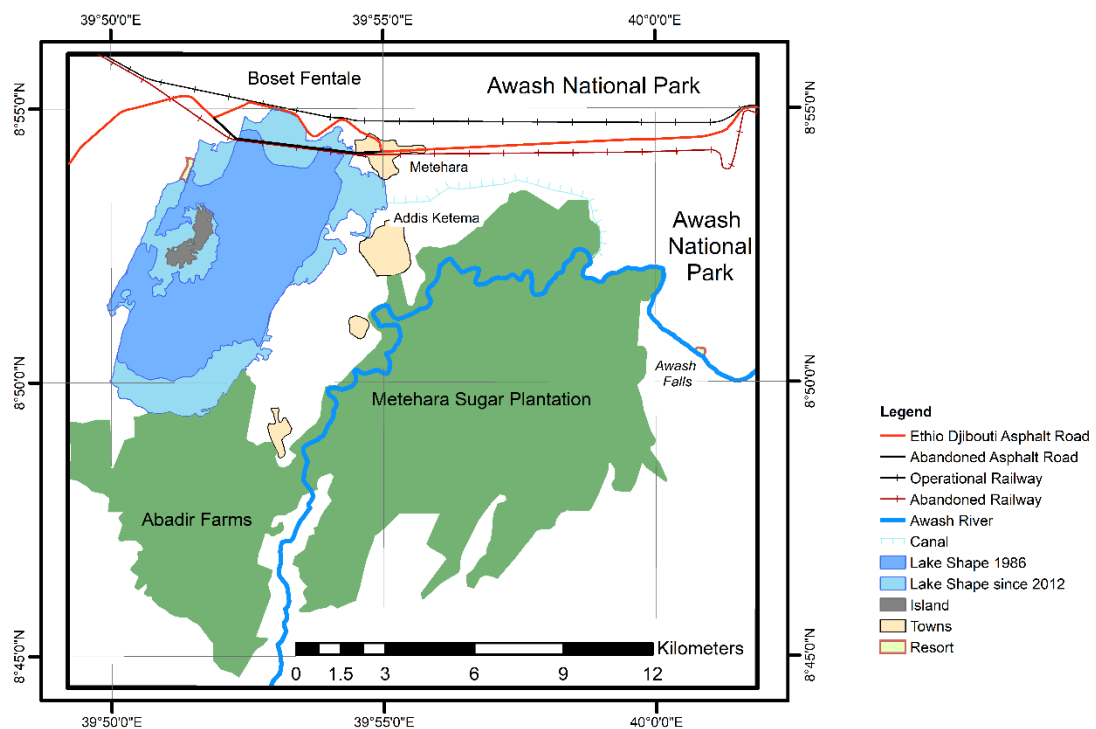 39°50'0"E
39°55'0"E
40°0'0"E
Boset Fentale
Awash National Park
8°55'0"N
8°55'0"N
Metehara
Addis Ketema
Awash
National
Park
Awash
Falls
8°50'0"N
8°50'0"N
Metehara Sugar Plantation
Abadir Farms
Kilometers
0 1.5 3 6 9 12
8°45'0"N
8°45'0"N
39°50'0"E
39°55'0"E
40°0'0"E
Legend
Ethio Djibouti Asphalt Road
Abandoned Asphalt Road
Operational Railway
Abandoned Railway
Awash River
Canal
Lake Shape 1986
Lake Shape since 2012
Island
Towns
Resort